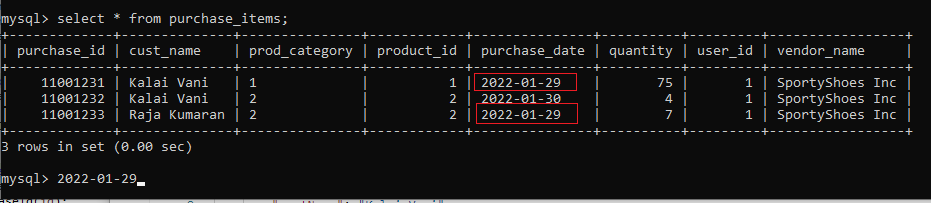 mysql> select * from purchase_items;
+-------------+--------------+---------------+------------+---------------+----------+---------+------------------+
| purchase_id | cust_name    | prod_category | product_id | purchase_date | quantity | user_id | vendor_name      |
+-------------+--------------+---------------+------------+---------------+----------+---------+------------------+
|    11001231 | Kalai Vani   | 1             |          1 | 2022-01-29    |       75 |       1 | SportyShoes Inc |
|    11001232 | Kalai Vani   | 2             |          2 | 2022-01-30    |        4 |       1 | SportyShoes Inc |
|    11001233 | Raja Kumaran | 2             |          2 | 2022-01-29    |        7 |       1 | SportyShoes Inc |
+-------------+--------------+---------------+------------+---------------+----------+---------+------------------+
3 rows in set (0.00 sec)
mysql> 2022-01-29